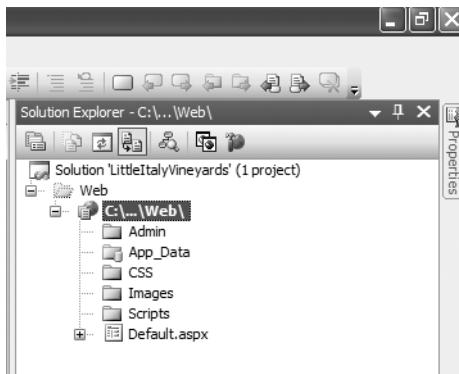 Solution Explorer - C:\...\Web\
Solution 'LittleItalyVineyards' (1 project)
Web
C:\...\Web\
Admin
App_Data
CSS
Images
Scripts
Default.aspx
Properties